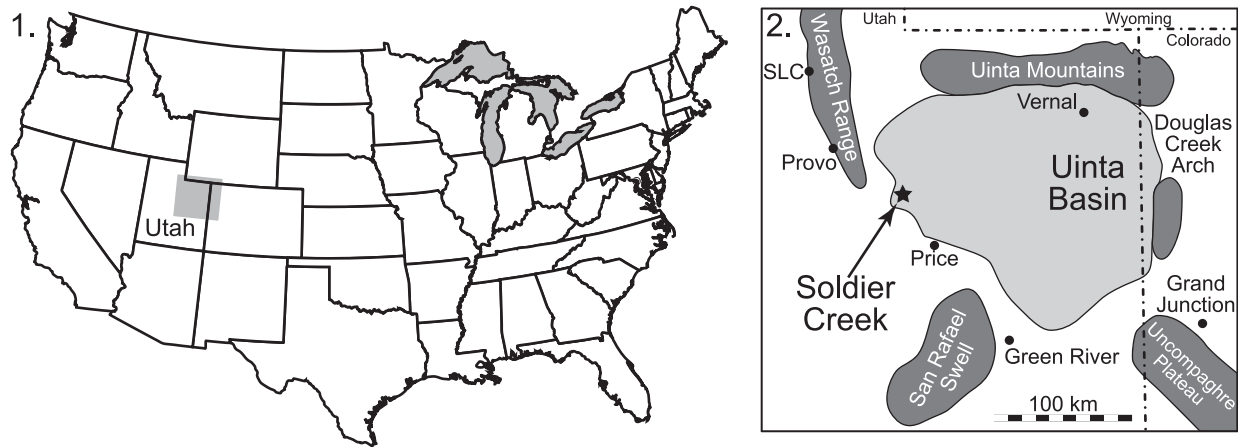 1.
Utah
2.
Utah
Wyoming
Colorado
Wasatch Range
SLC
Uinta Mountains
Vernal
Douglas
Creek
Arch
Provo
Uinta
Basin
Price
Soldier
Creek
Grand
Junction
San Rafael
Swell
Green River
Uncompaghre
Plateau
100 km